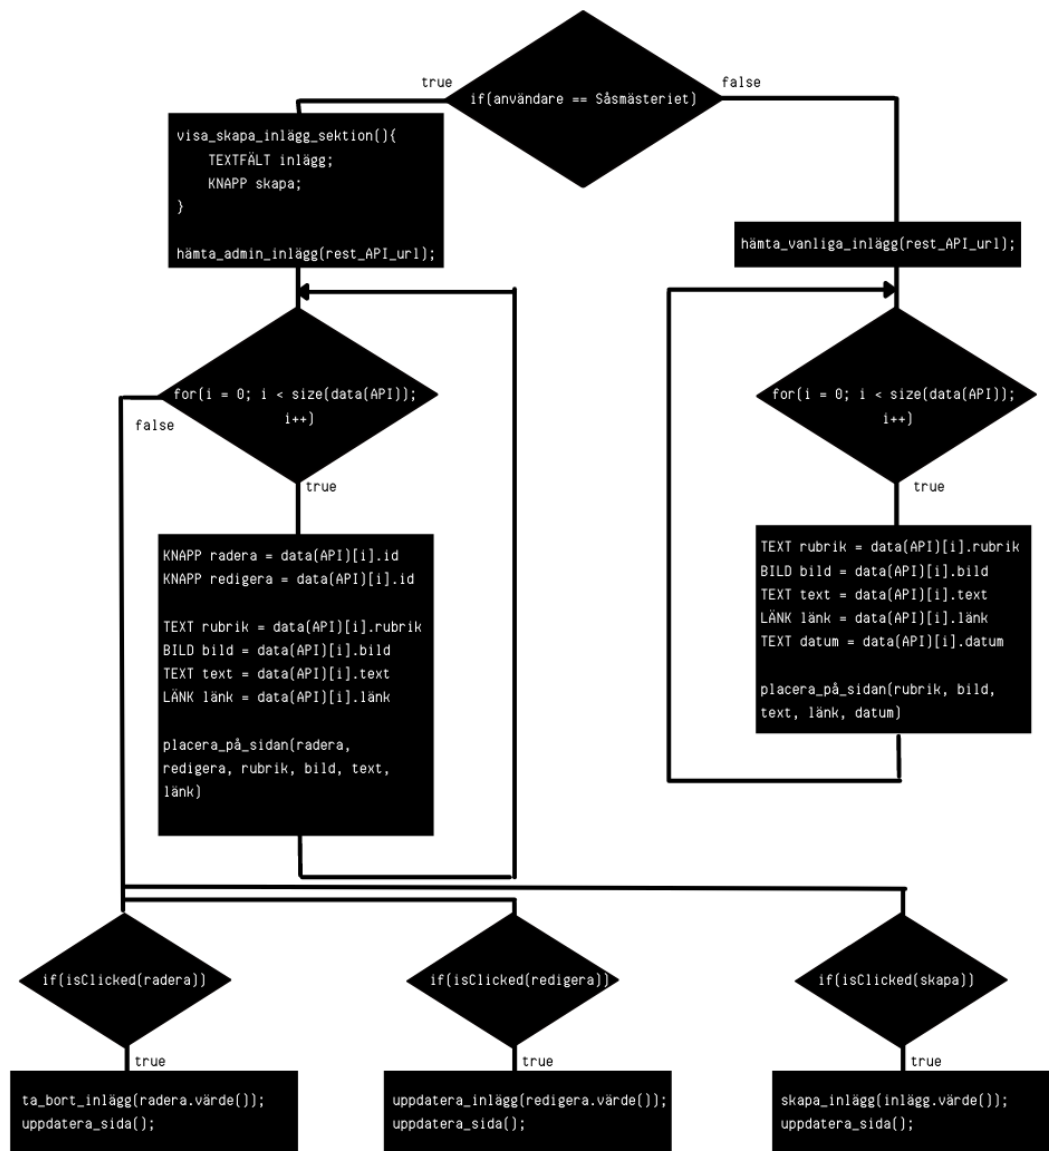 if(användare == Såsmästeriet)
true
false
visa_skapa_inlägg_sektion(){
TEXTFÄLT inlägg;
KNAPP skapa;
}
hämta_admin_inlägg(rest_API_url);
hämta_vanliga_inlägg(rest_API_url);
for(i = 0; i < size(data(API));
i++)
false
true
KNAPP radera = data(API)[i].id
KNAPP redigera = data(API)[i].id
TEXT rubrik = data(API)[i].rubrik
BILD bild = data(API)[i].bild
TEXT text = data(API)[i].text
LÄNK länk = data(API)[i].länk
placera_på_sidan(radera,
redigera, rubrik, bild, text,
länk)
for(i = 0; i < size(data(API));
i++)
true
TEXT rubrik = data(API)[i].rubrik
BILD bild = data(API)[i].bild
TEXT text = data(API)[i].text
LÄNK länk = data(API)[i].länk
TEXT datum = data(API)[i].datum
placera_på_sidan(rubrik, bild,
text, länk, datum)
if(isClicked(radera))
true
ta_bort_inlägg(radera.värde());
uppdatera_sida();
if(isClicked(redigera))
true
uppdatera_inlägg(redigera.värde());
uppdatera_sida();
if(isClicked(skapa))
true
skapa_inlägg(inlägg.värde());
uppdatera_sida();